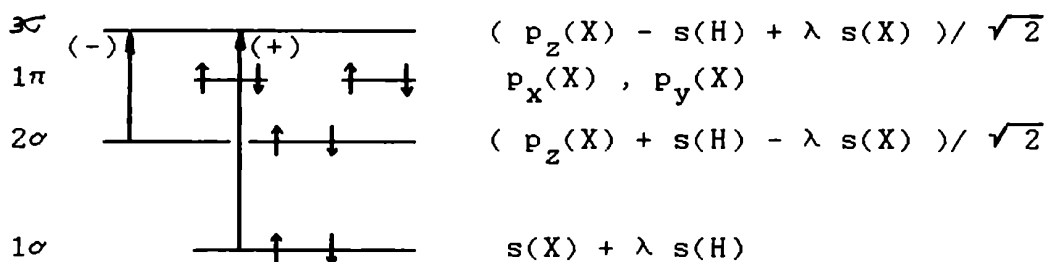 3σ (-) (+) ( p_z(X) - s(H) + λ s(X) )/ √2
1π p_x(X) , p_y(X)
2σ ( p_z(X) + s(H) - λ s(X) )/ √2
1σ s(X) + λ s(H)